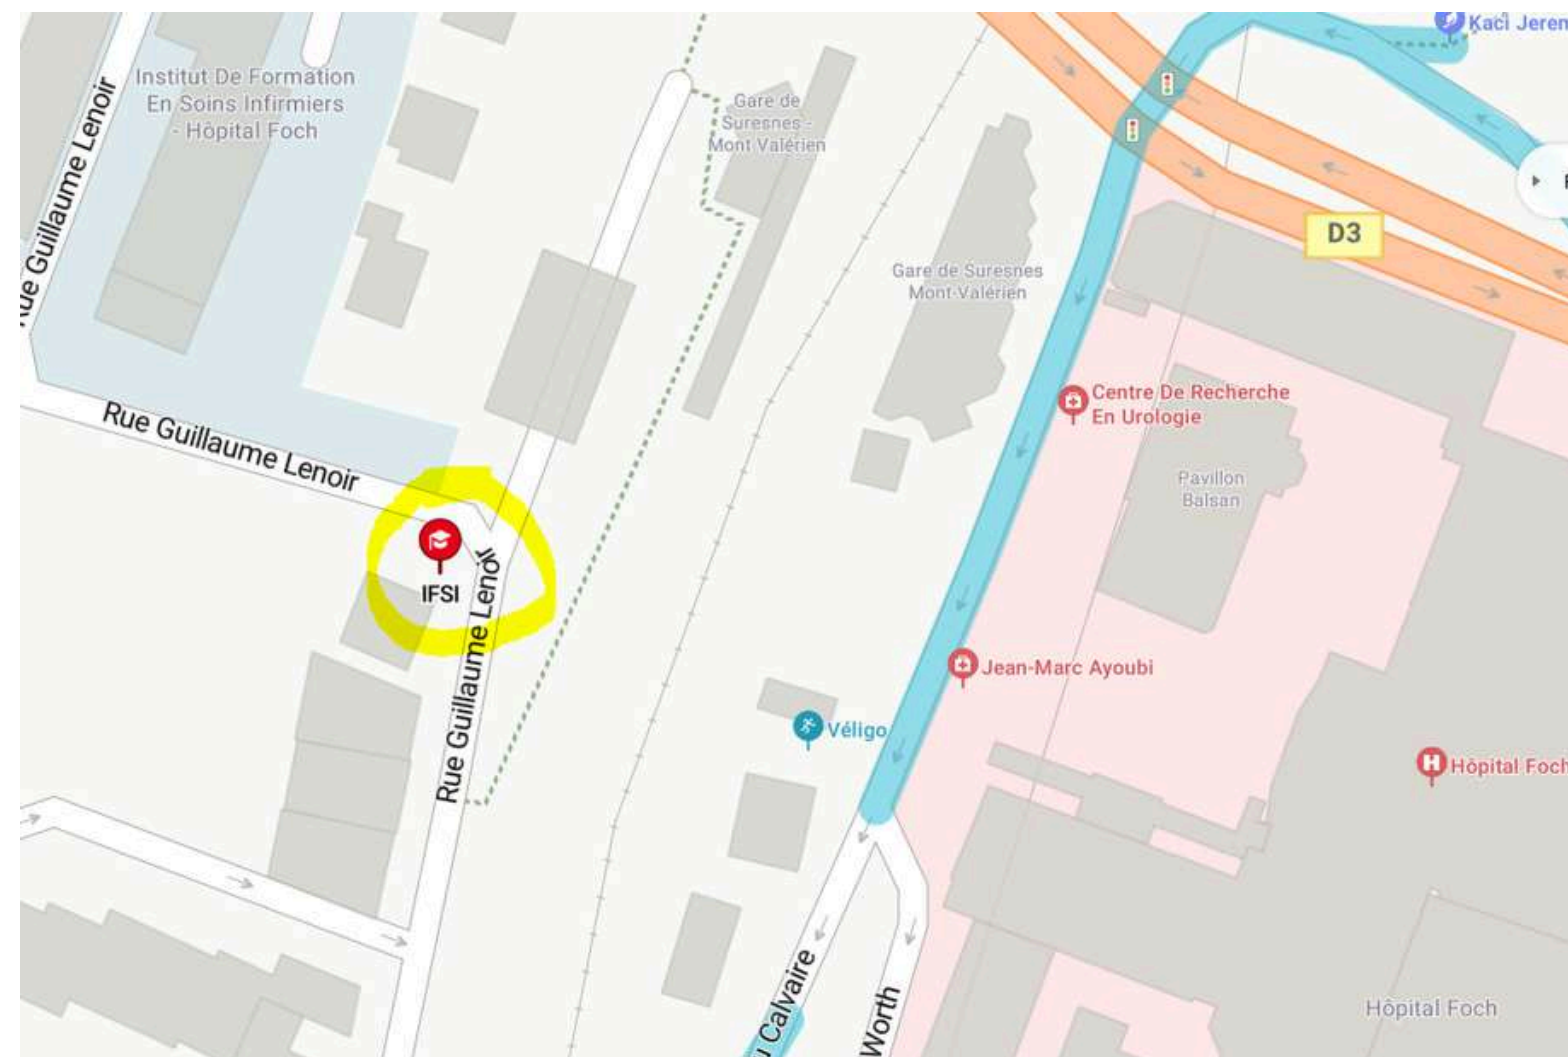 Kaci Jerem
Institut De Formation
En Soins Infirmiers
- Hôpital Foch
Rue Guillaume Lenoir
Gare de
Suresnes -
Mont Valérien
D3
Gare de Suresnes
Mont-Valérien
Centre De Recherche
En Urologie
Rue Guillaume Lenoir
Pavillon
Balsan
IFSI
Rue Guillaume Lenoir
Jean-Marc Ayoubi
Véligo
Hôpital Foch
u Calvaire
Worth
Hôpital Foch